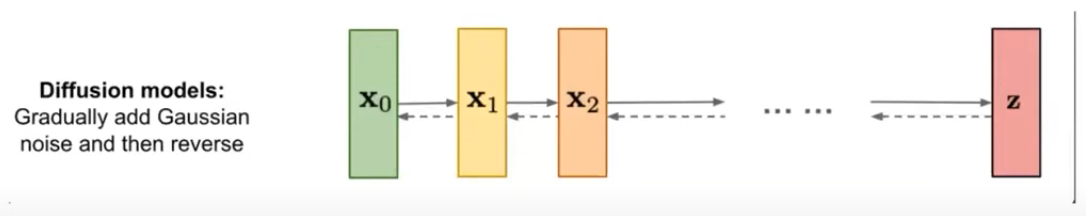 Diffusion models:
Gradually add Gaussian
noise and then reverse
x₀
x₁
x₂
... ...
z